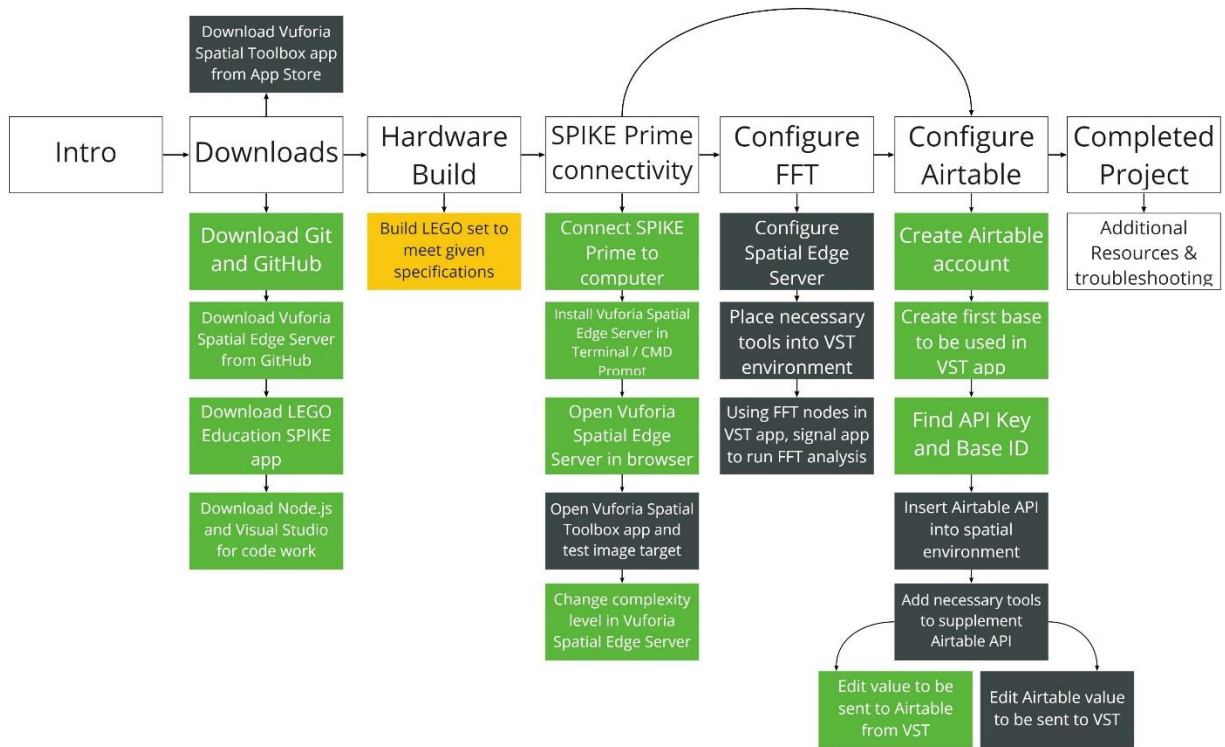 Download Vuforia
Spatial Toolbox app
from App Store
Intro
Downloads
Hardware
Build
SPIKE Prime
connectivity
Configure
FFT
Configure
Airtable
Completed
Project
Download Git
and GitHub
Download Vuforia
Spatial Edge Server
from GitHub
Download LEGO
Education SPIKE
app
Download Node.js
and Visual Studio
for code work
Build LEGO set to
meet given
specifications
Connect SPIKE
Prime to
computer
Install Vuforia Spatial
Edge Server in
Terminal / CMD
Prompt
Open Vuforia
Spatial Edge
Server in browser
Open Vuforia Spatial
Toolbox app and
test image target
Change complexity
level in Vuforia
Spatial Edge Server
Configure
Spatial Edge
Server
Place necessary
tools into VST
environment
Using FFT nodes in
VST app, signal app
to run FFT analysis
Create Airtable
account
Create first base
to be used in
VST app
Find API Key
and Base ID
Insert Airtable API
into spatial
environment
Add necessary tools
to supplement
Airtable API
Edit value to be
sent to Airtable
from VST
Edit Airtable value
to be sent to VST
Additional
Resources &
troubleshooting